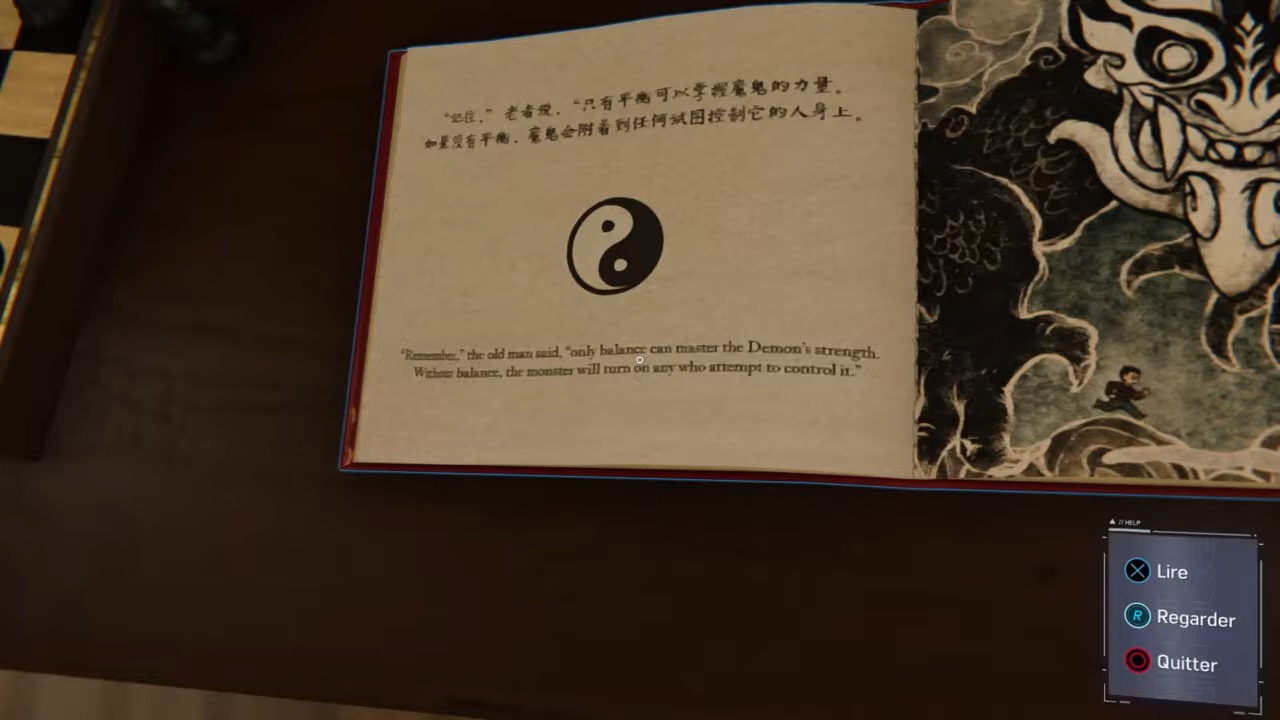 “记住,” 老者说, “只有平衡可以掌握魔鬼的力量。
如果没有平衡, 魔鬼会附着到任何试图控制它的人身上。
“Remember,” the old man said, “only balance can master the Demon's strength.
Without balance, the monster will turn on any who attempt to control it.”
// HELP
Lire
R Regarder
Quitter